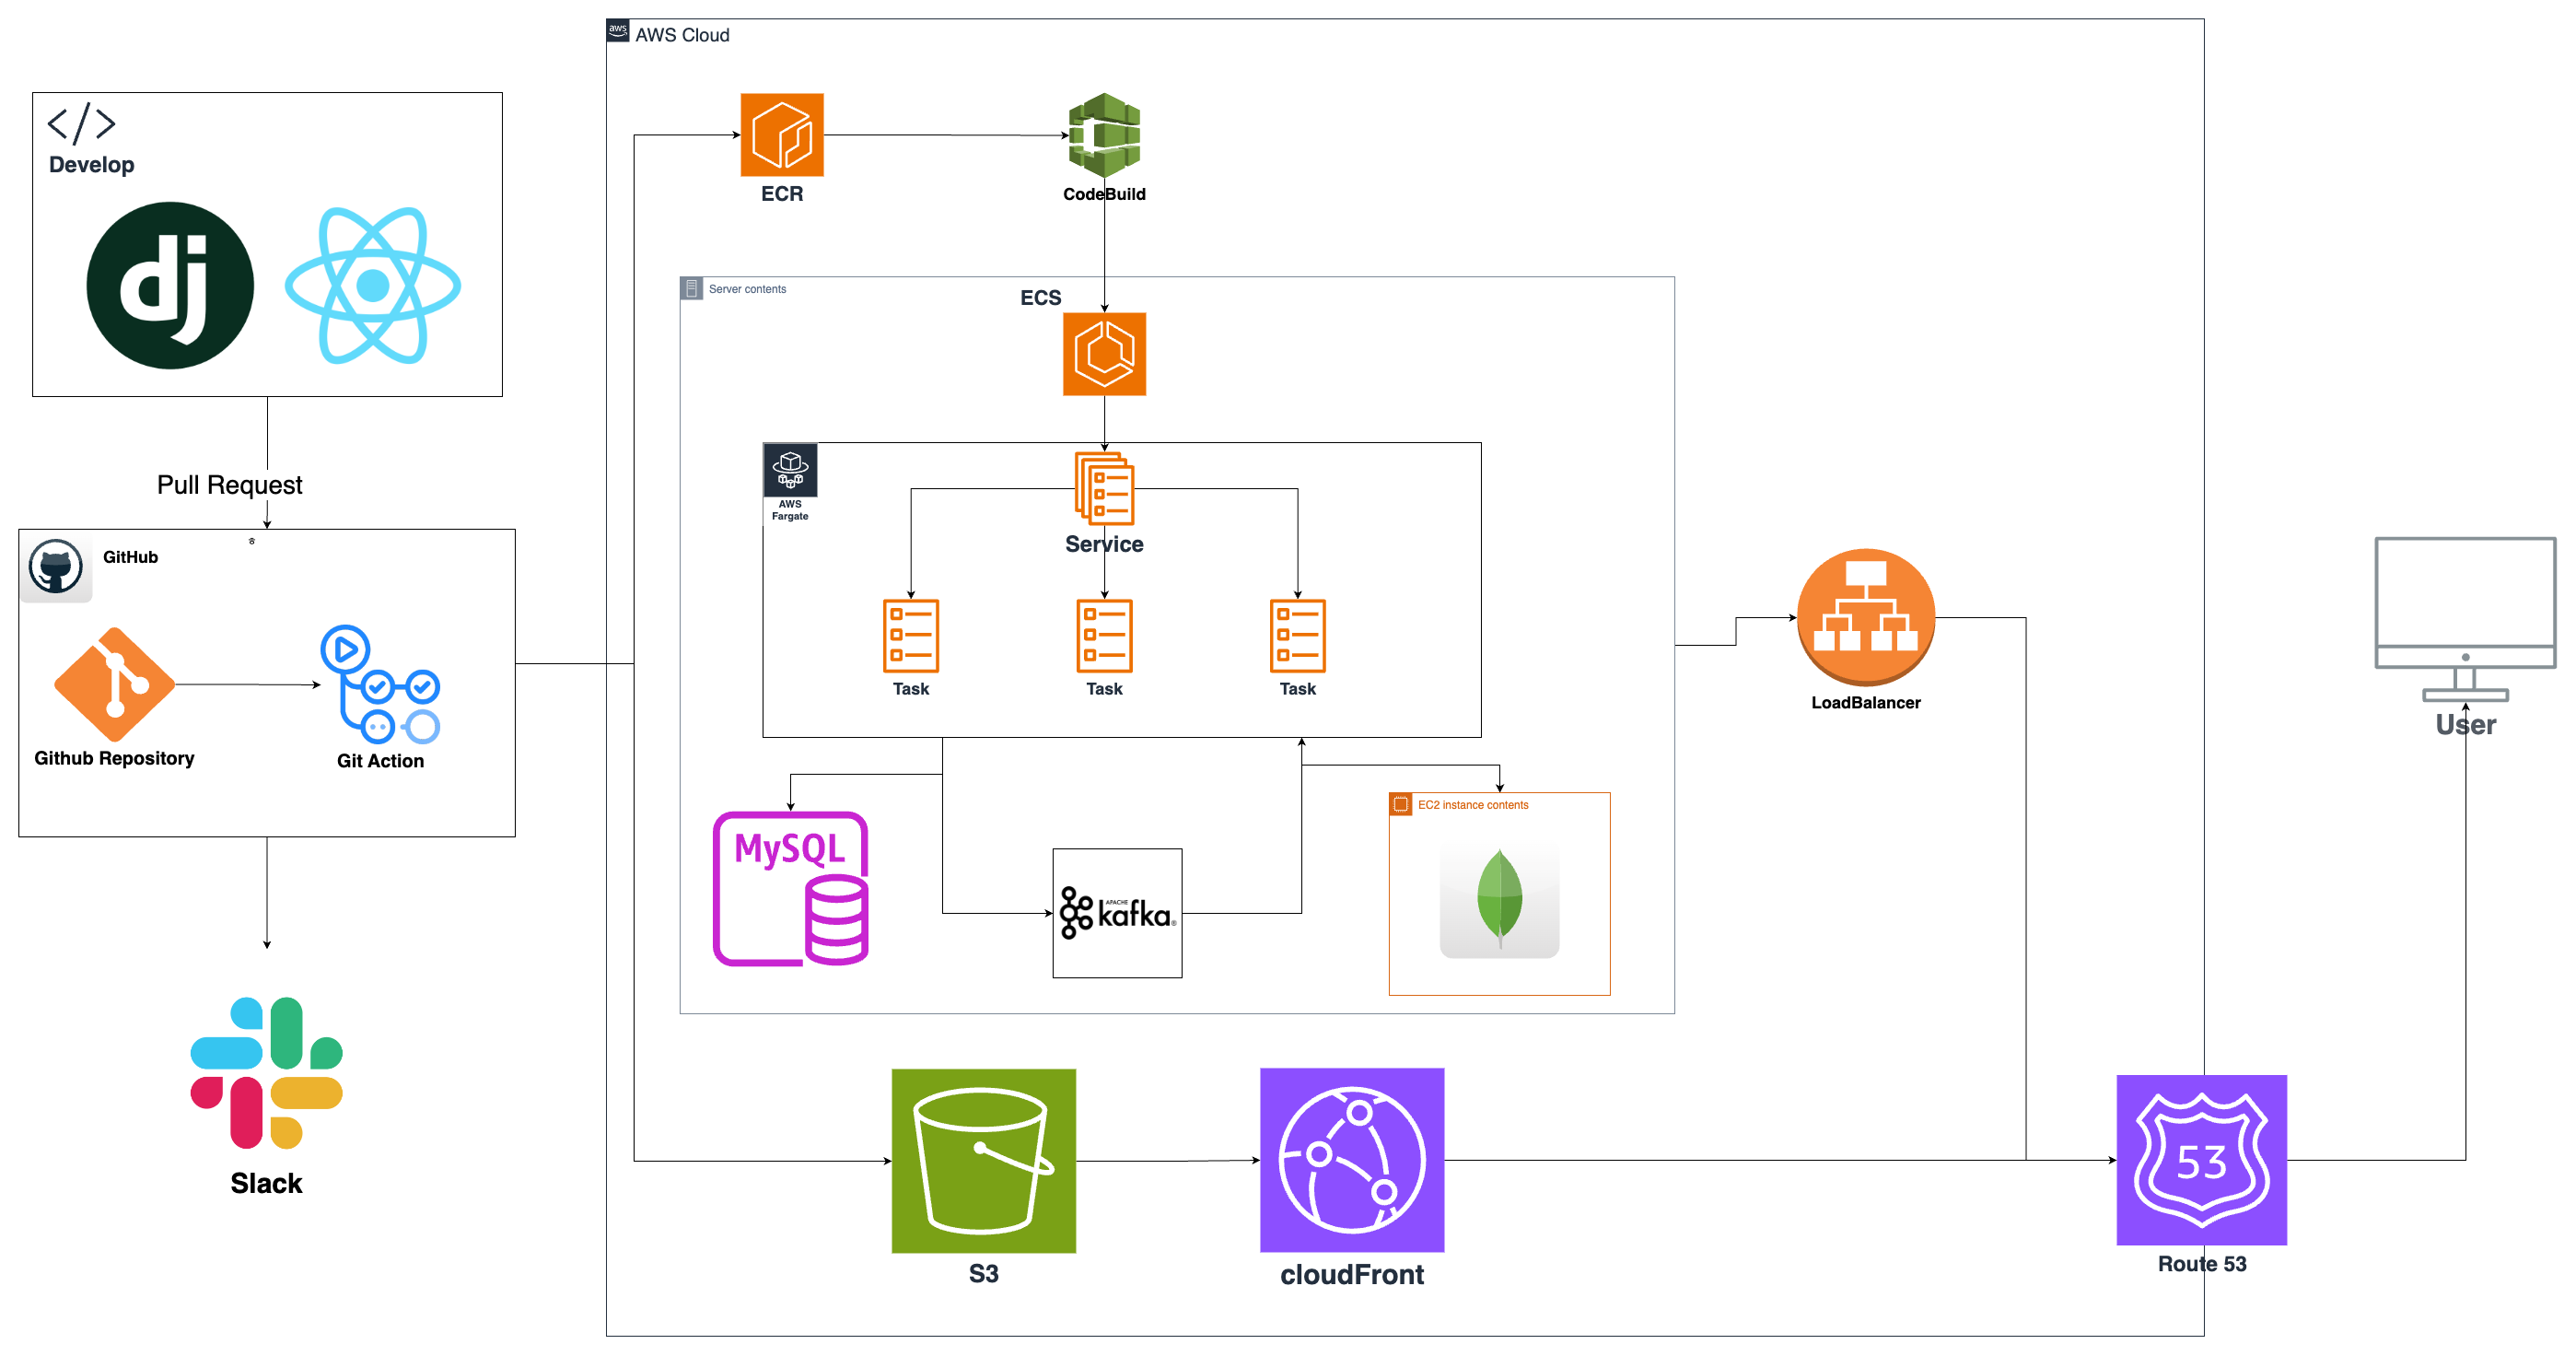 aws
AWS Cloud
Develop
dj
ECR
CodeBuild
Server contents
ECS
Pull Request
AWS
Fargate
GitHub
Service
Task
Task
Task
LoadBalancer
User
Github Repository
Git Action
EC2 instance contents
MySQL
APACHE
kafka®
53
Slack
S3
cloudFront
Route 53